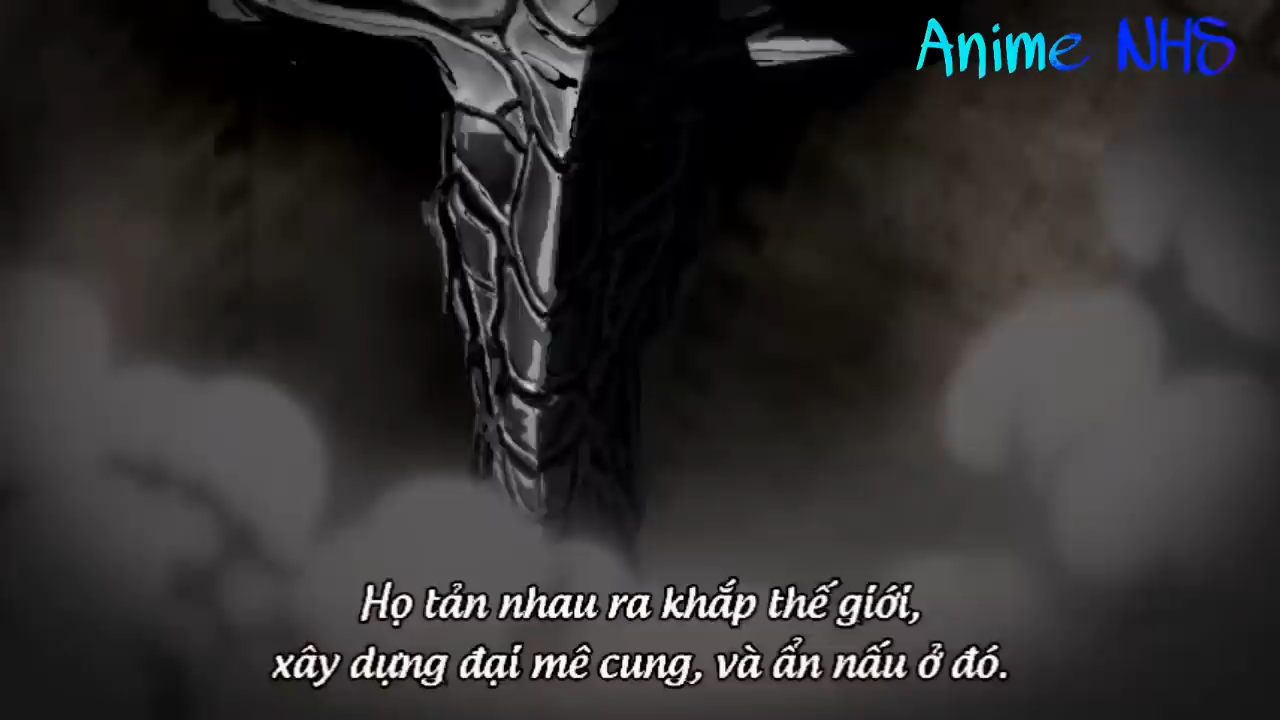 Anime NHS
Họ tản nhau ra khắp thế giới,
xây dựng đại mê cung, và ẩn nấu ở đó.